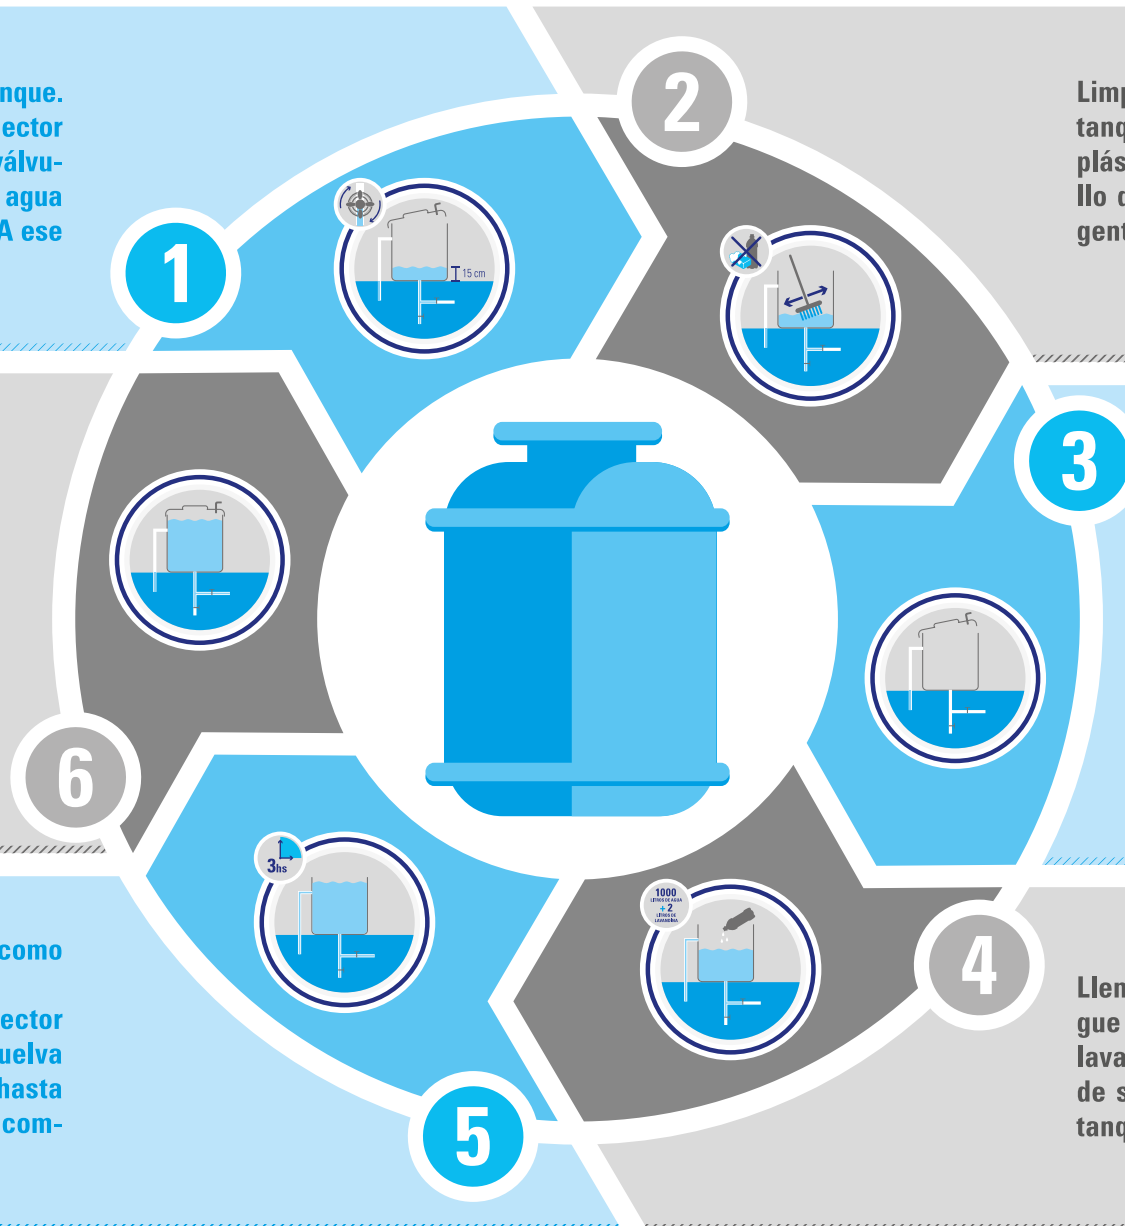 nque.
ector
válvu-
agua
A ese
1
15 cm
2
Limp
tanq
plás
llo d
gent
3
4
1000
LITROS DE AGUA
+ 2
LITROS DE
LAVANDINA
Llen
gue
lava
de s
tanq
5
3hs
como
ector
uelva
hasta
com-
6